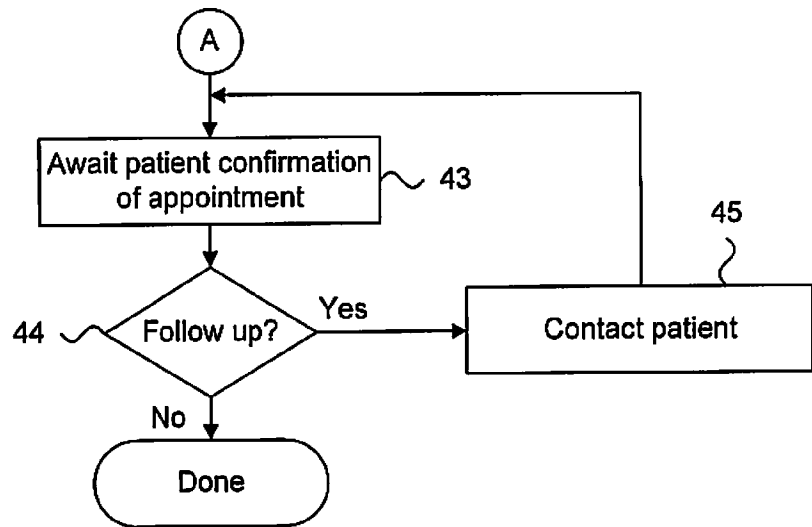 A
Await patient confirmation
of appointment
43
45
44
Follow up?
Yes
Contact patient
No
Done